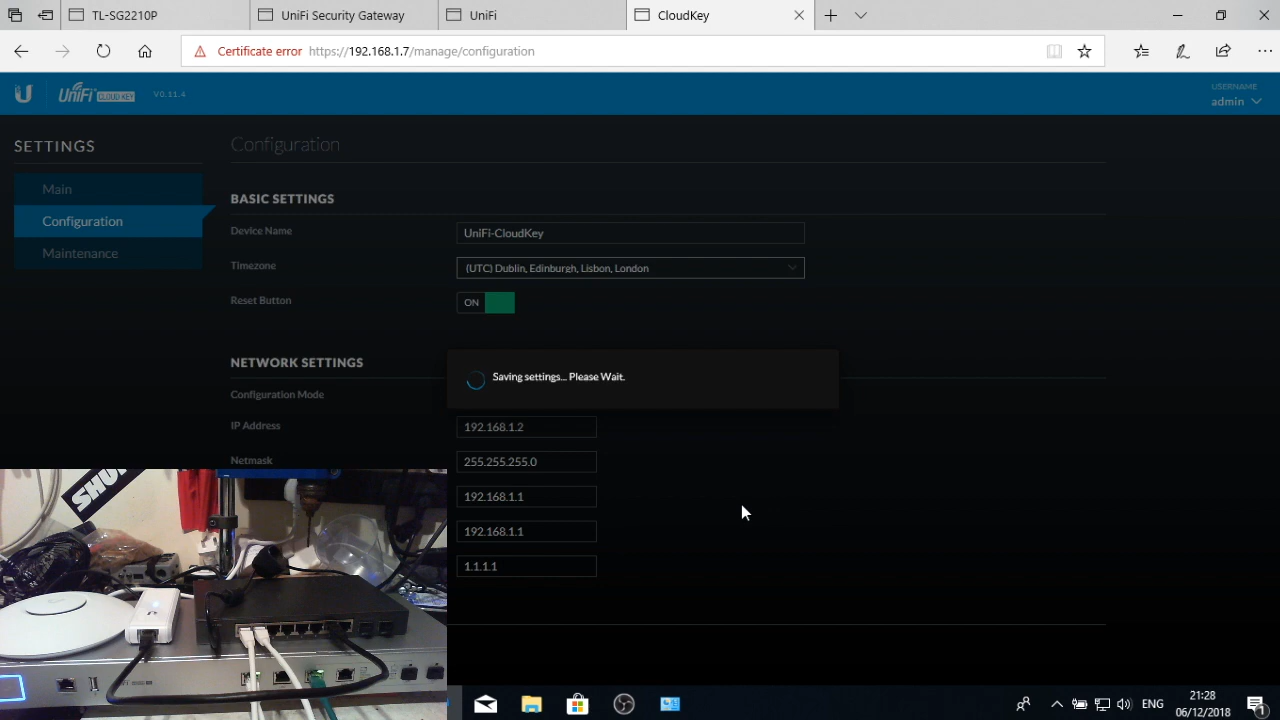 TL-SG2210P
UniFi Security Gateway
UniFi
CloudKey
Certificate error https://192.168.1.7/manage/configuration
UniFi CLOUD KEY V0.11.4
USERNAME
admin
SETTINGS
Main
Configuration
Maintenance
Configuration
BASIC SETTINGS
Device Name UniFi-CloudKey
Timezone (UTC) Dublin, Edinburgh, Lisbon, London
Reset Button ON
NETWORK SETTINGS
Saving settings... Please Wait.
Configuration Mode
IP Address 192.168.1.2
Netmask 255.255.255.0
192.168.1.1
192.168.1.1
1.1.1.1
SHU
ENG
21:28
06/12/2018
1